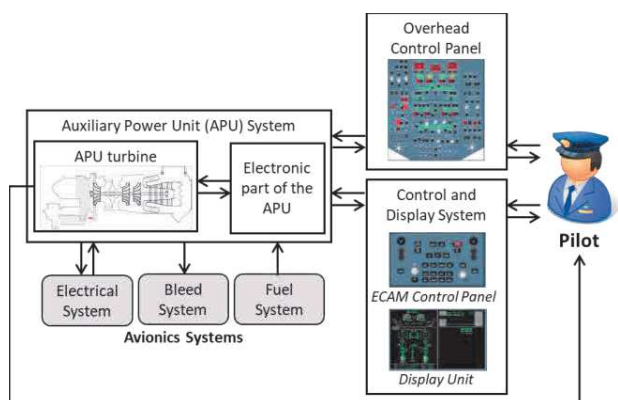 Overhead
Control Panel
Auxiliary Power Unit (APU) System
APU turbine
Electronic
part of the
APU
Control and
Display System
Pilot
ECAM Control Panel
Electrical
System
Bleed
System
Fuel
System
Avionics Systems
Display Unit